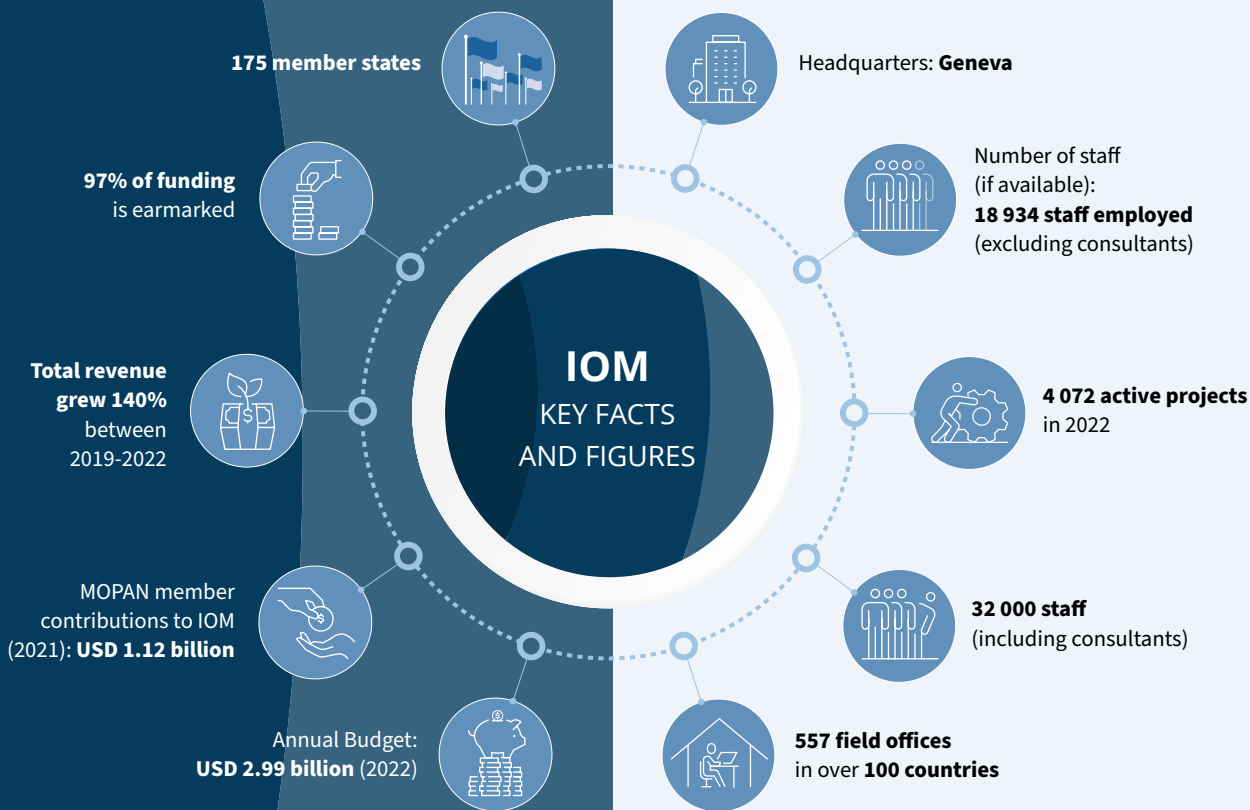 175 member states
Headquarters: Geneva
97% of funding
is earmarked
Number of staff
(if available):
18 934 staff employed
(excluding consultants)
Total revenue
grew 140%
between
2019-2022
IOM
KEY FACTS
AND FIGURES
4 072 active projects
in 2022
MOPAN member
contributions to IOM
(2021): USD 1.12 billion
32 000 staff
(including consultants)
Annual Budget:
USD 2.99 billion (2022)
557 field offices
in over 100 countries